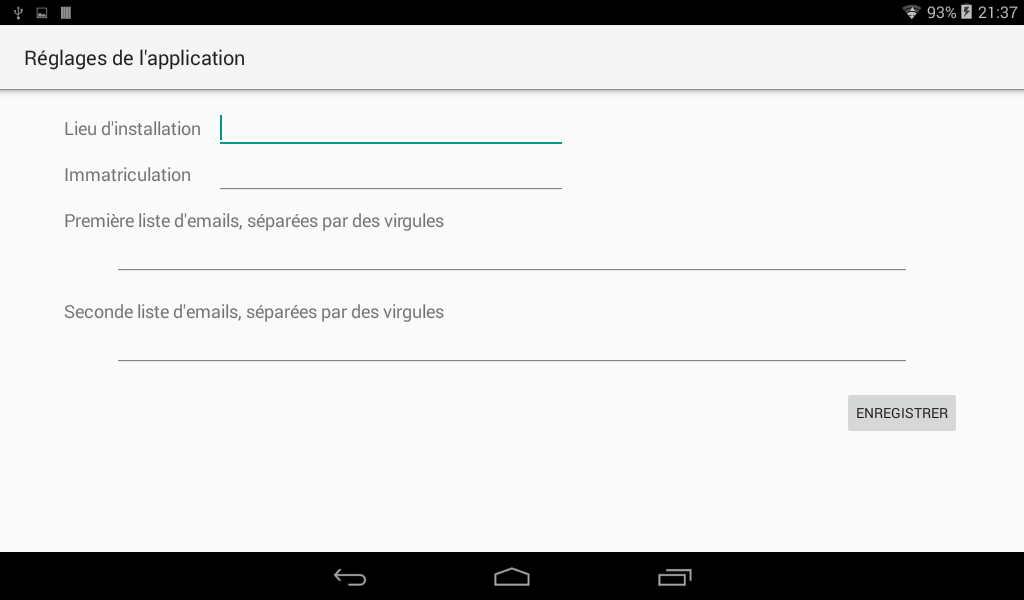 93% 21:37
Réglages de l'application
Lieu d'installation
Immatriculation
Première liste d'emails, séparées par des virgules
Seconde liste d'emails, séparées par des virgules
ENREGISTRER